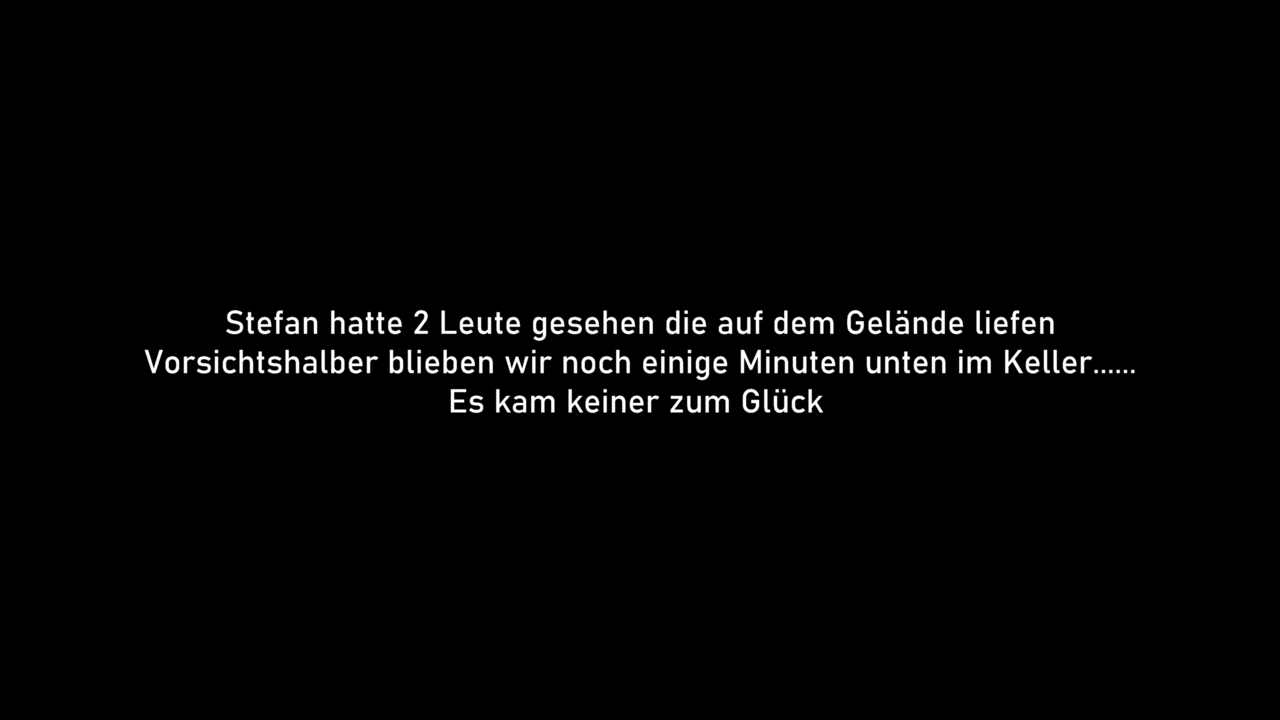 Stefan hatte 2 Leute gesehen die auf dem Gelände liefen
Vorsichtshalber blieben wir noch einige Minuten unten im Keller......
Es kam keiner zum Glück